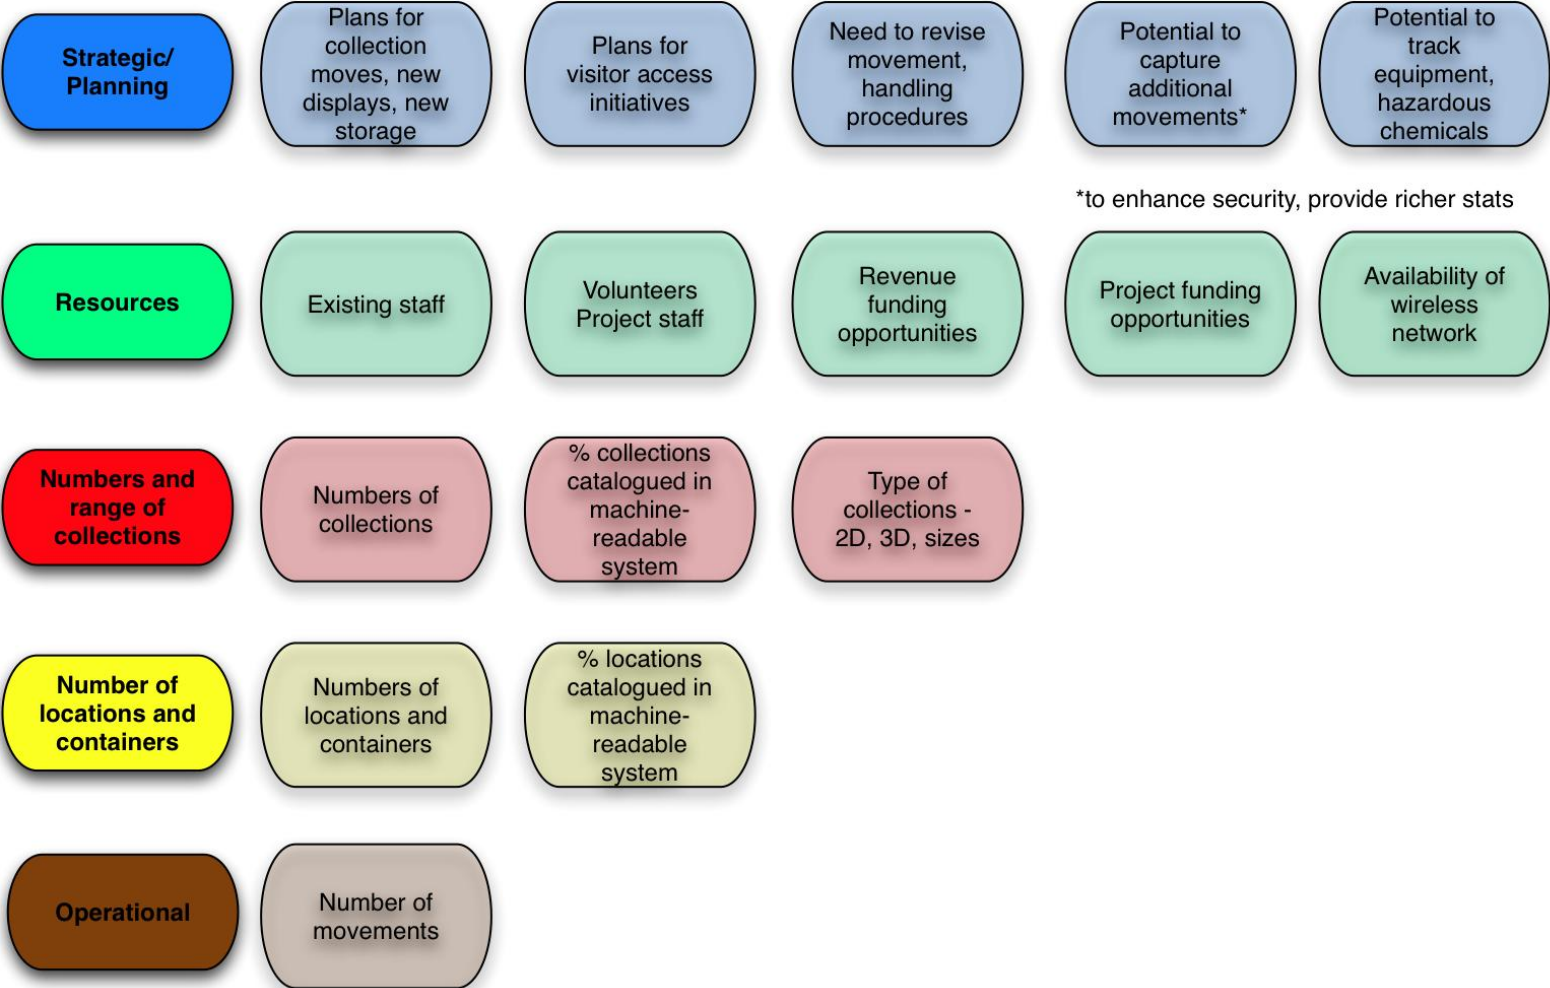 Strategic/
Planning
Plans for
collection
moves, new
displays, new
storage
Plans for
visitor access
initiatives
Need to revise
movement,
handling
procedures
Potential to
capture
additional
movements*
Potential to
track
equipment,
hazardous
chemicals
*to enhance security, provide richer stats
Resources
Existing staff
Volunteers
Project staff
Revenue
funding
opportunities
Project funding
opportunities
Availability of
wireless
network
Numbers and
range of
collections
Numbers of
collections
% collections
catalogued in
machine-
readable
system
Type of
collections -
2D, 3D, sizes
Number of
locations and
containers
Numbers of
locations and
containers
% locations
catalogued in
machine-
readable
system
Operational
Number of
movements